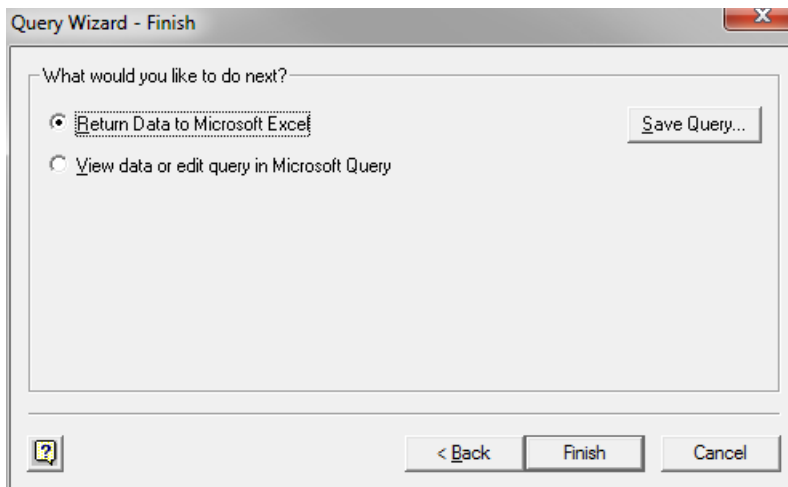 Query Wizard - Finish
What would you like to do next?
Return Data to Microsoft Excel
Save Query...
View data or edit query in Microsoft Query
?
< Back
Finish
Cancel